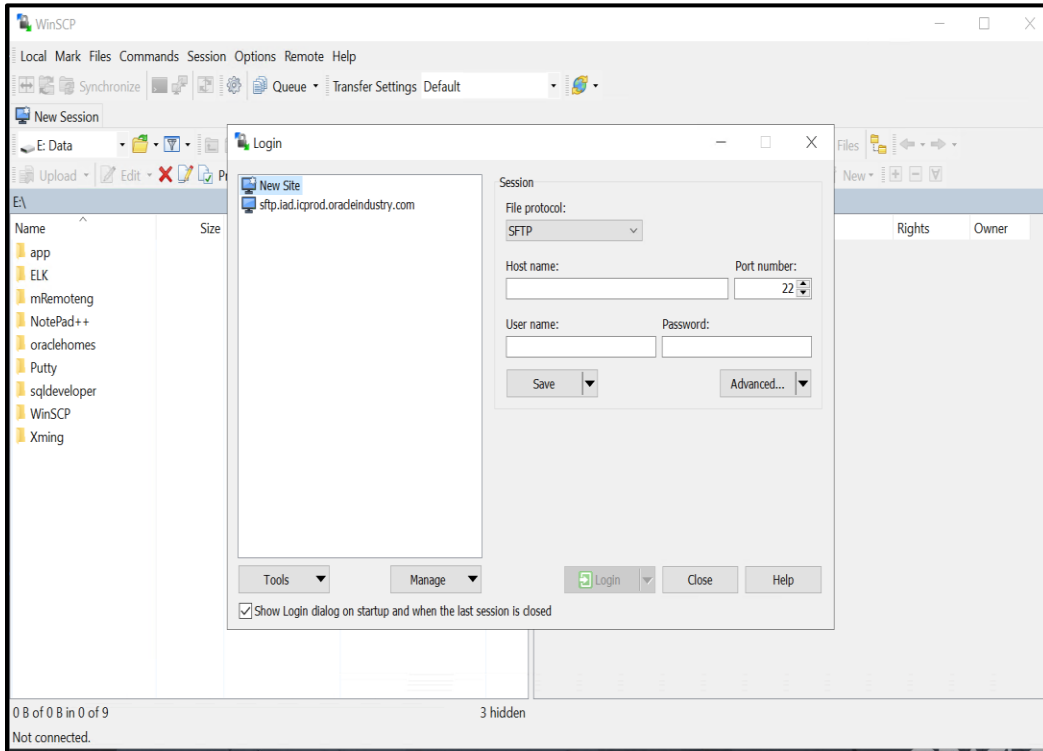 WinSCP
Local Mark Files Commands Session Options Remote Help
Synchronize Queue Transfer Settings Default
New Session
E: Data
Files
Upload Edit
New
E:\
Name Size
Rights Owner
app
ELK
mRemoteng
NotePad++
oraclehomes
Putty
sqldeveloper
WinSCP
Xming
Login
New Site
sftp.iad.icprod.oracleindustry.com
Session
File protocol:
SFTP
Host name: Port number:
22
User name: Password:
Save Advanced...
Tools Manage Login Close Help
Show Login dialog on startup and when the last session is closed
0 B of 0 B in 0 of 9 3 hidden
Not connected.